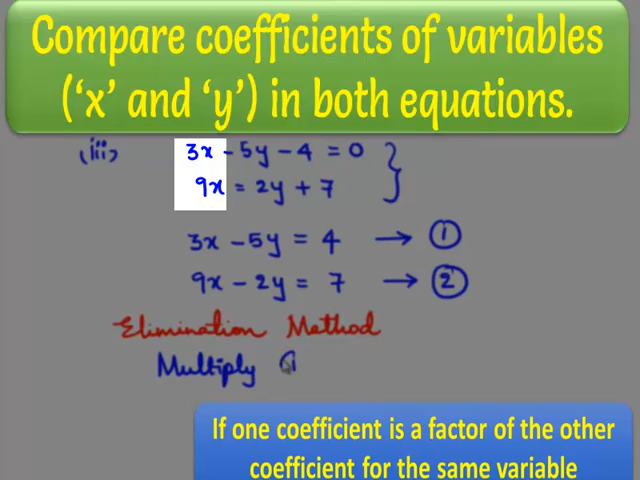 Compare coefficients of variables
(‘x’ and ‘y’) in both equations.
(iii) 3x - 5y - 4 = 0
9x = 2y + 7
3x - 5y = 4 → ①
9x - 2y = 7 → ②
Elimination Method
Multiply
If one coefficient is a factor of the other
coefficient for the same variable